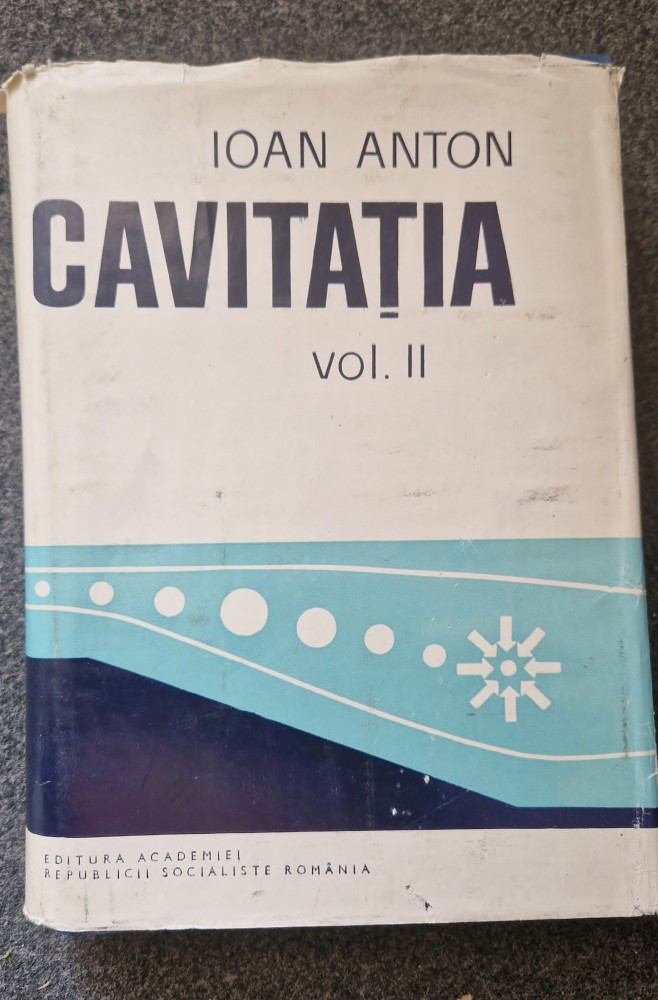 IOAN ANTON
CAVITAȚIA
vol. II
EDITURA ACADEMIEI
REPUBLICII SOCIALISTE ROMÂNIA